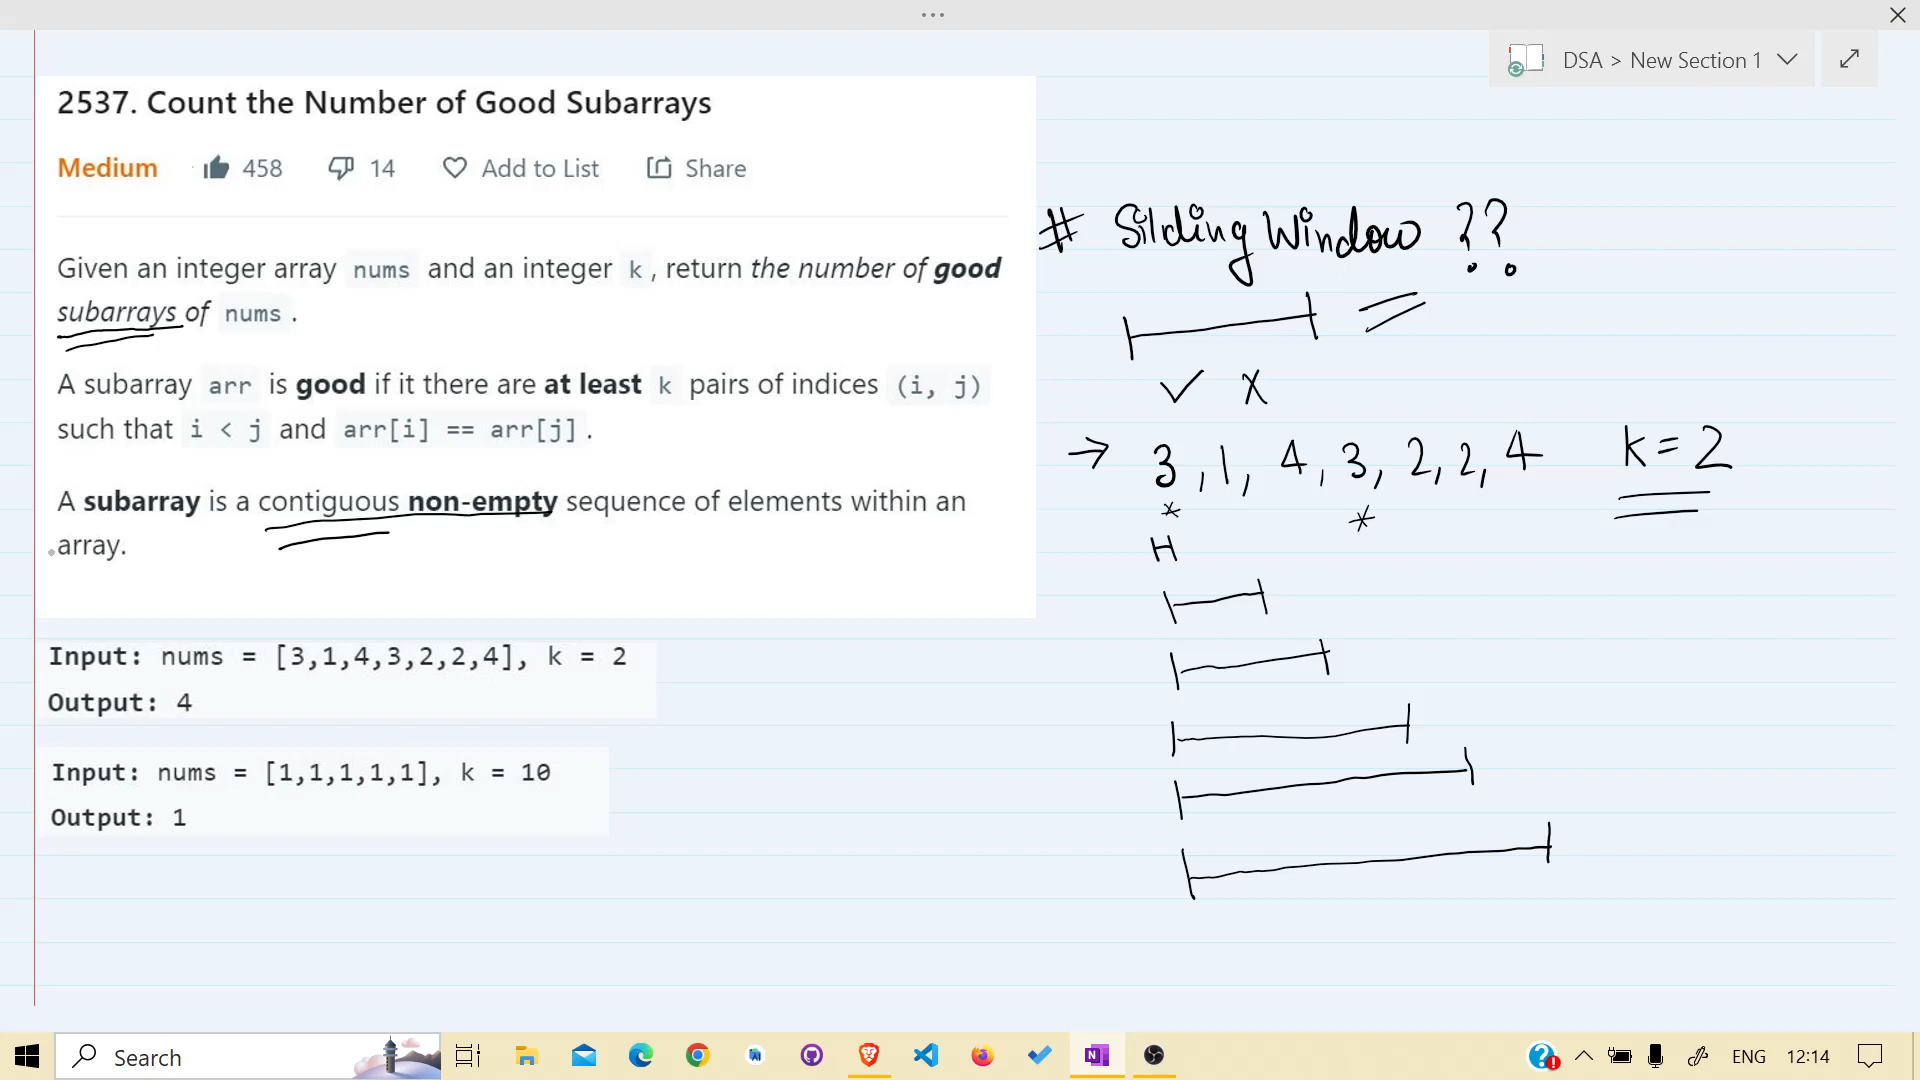 DSA > New Section 1
2537. Count the Number of Good Subarrays
Medium 458 14 Add to List Share
Given an integer array nums and an integer k, return the number of good
subarrays of nums.
A subarray arr is good if it there are at least k pairs of indices (i, j)
such that i < j and arr[i] == arr[j].
A subarray is a contiguous non-empty sequence of elements within an
array.
Input: nums = [3,1,4,3,2,2,4], k = 2
Output: 4
Input: nums = [1,1,1,1,1], k = 10
Output: 1
# Silding Window ??
✓ X
→ 3, 1, 4, 3, 2, 2, 4 k = 2
* *
Search ENG 12:14